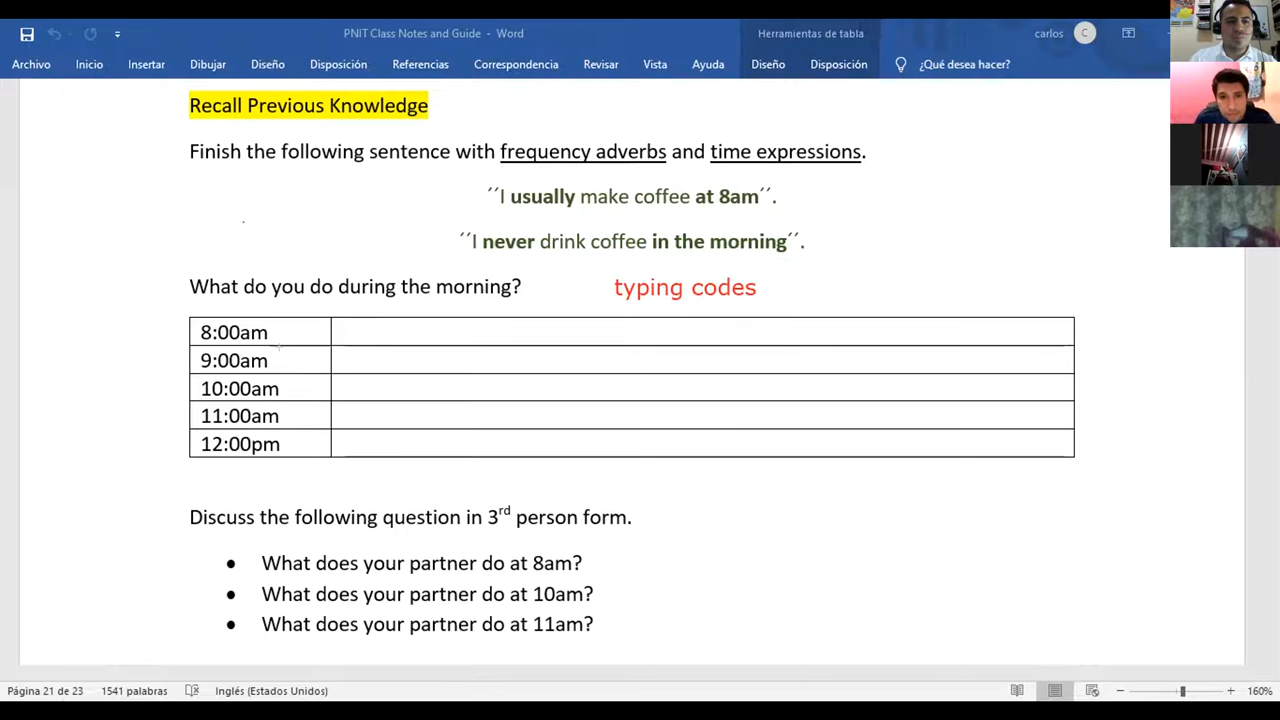 PNIT Class Notes and Guide - Word
Herramientas de tabla
carlos
C
Archivo Inicio Insertar Dibujar Diseño Disposición Referencias Correspondencia Revisar Vista Ayuda Diseño Disposición ¿Qué desea hacer?
Recall Previous Knowledge
Finish the following sentence with frequency adverbs and time expressions.
´´I usually make coffee at 8am´´.
´´I never drink coffee in the morning´´.
What do you do during the morning? typing codes
8:00am
9:00am
10:00am
11:00am
12:00pm
Discuss the following question in 3rd person form.
• What does your partner do at 8am?
• What does your partner do at 10am?
• What does your partner do at 11am?
Página 21 de 23 1541 palabras Inglés (Estados Unidos) 160%